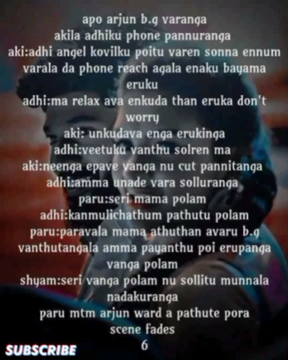 apo arjun b.g varanga
akila adhiku phone pannuranga
aki:adhi angel kovilku poitu varen sonna ennum
varala da phone reach agala enaku bayama
eruku
adhi:ma relax ava enkuda than eruka don't
worry
aki: unkudava enga erukinga
adhi:veetuku vanthu solren ma
aki:neenga epave vanga nu cut pannitanga
adhi:amma unade vara solluranga
paru:seri mama polam
adhi:kanmulichathum pathutu polam
paru:paravala mama athuthan avaru b.g
vanthutangala amma payanthu poi erupanga
vanga polam
shyam:seri vanga polam nu sollitu munnala
nadakuranga
paru mtm arjun ward a pathute pora
scene fades
6
SUBSCRIBE